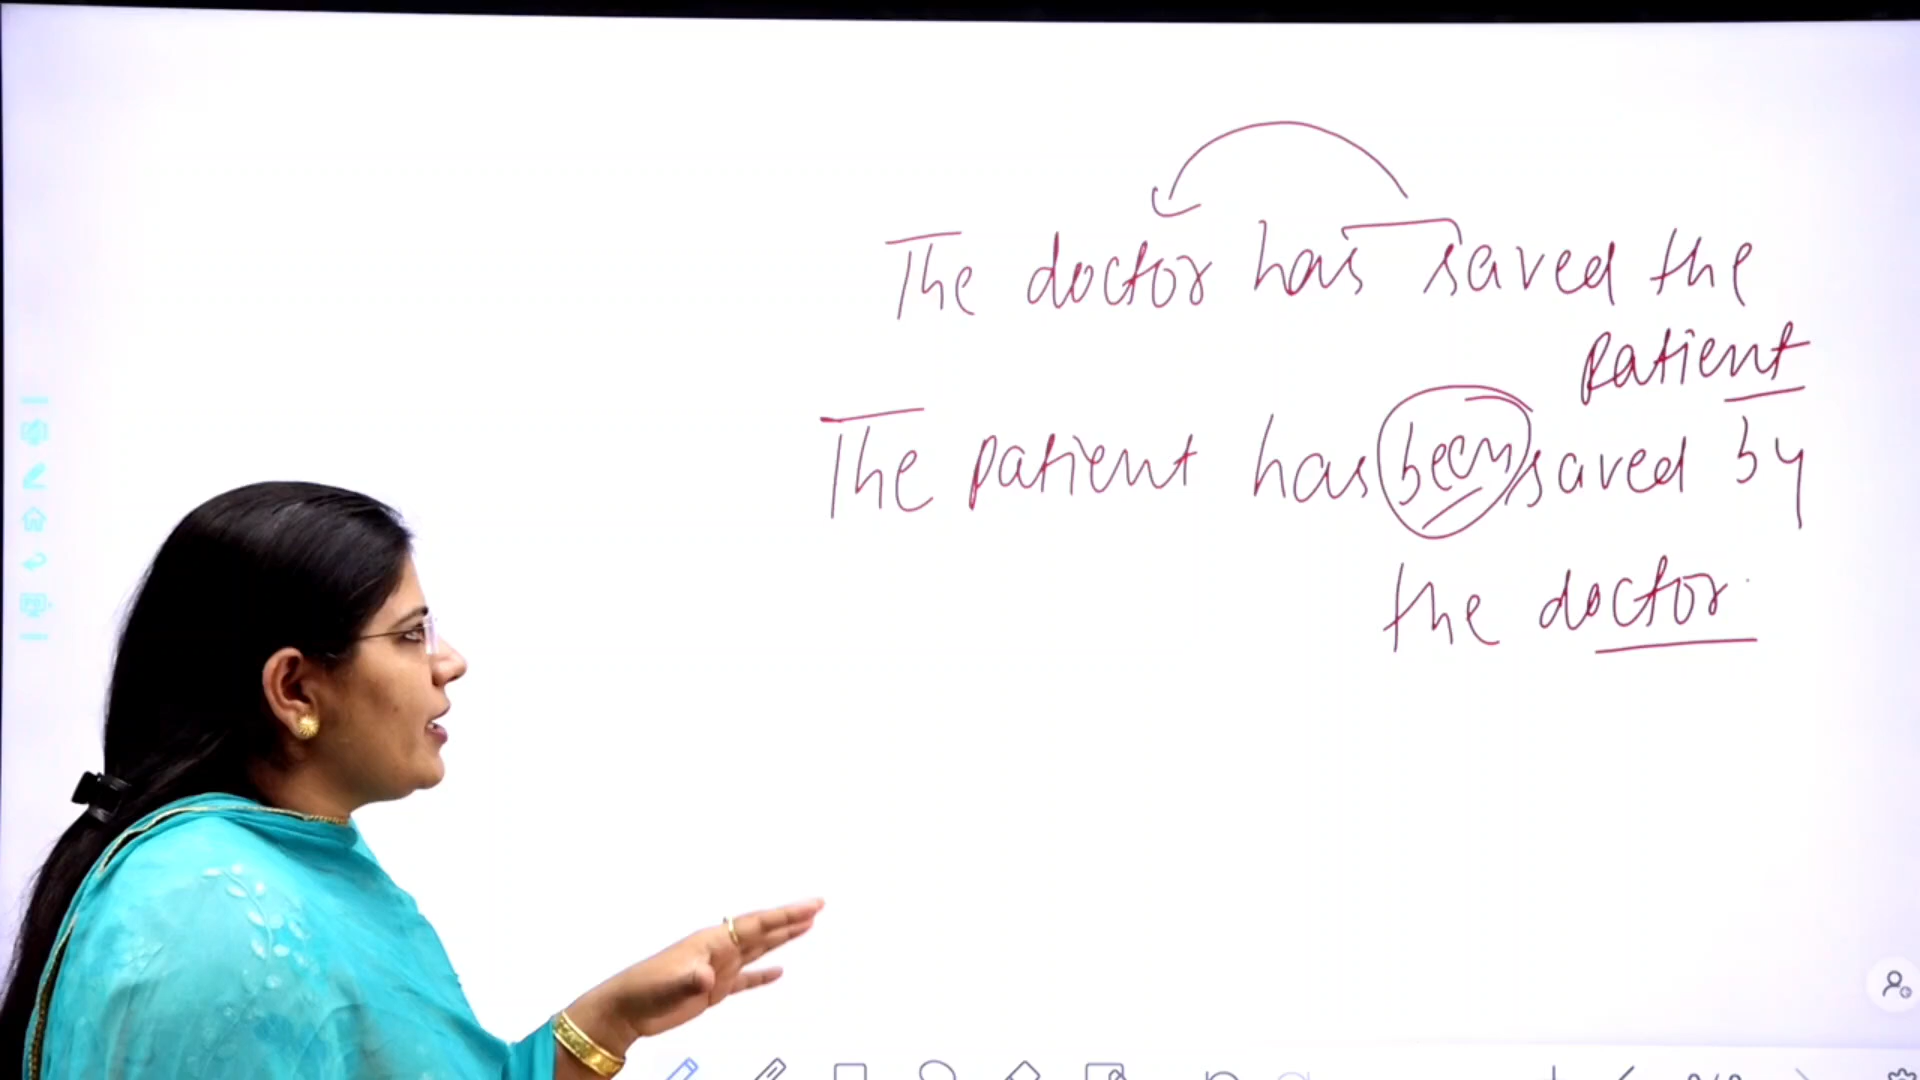 The doctor has saved the
patient
The patient has been saved by
the doctor.